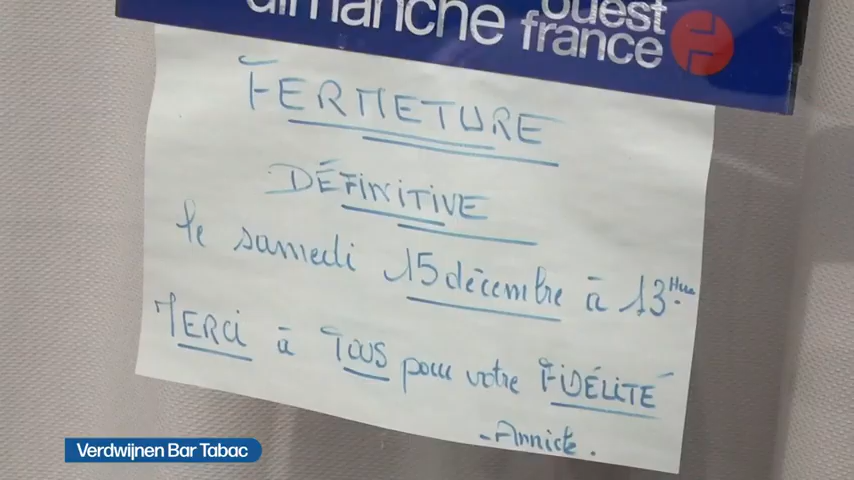 dimanche ouest
france
FERMETURE
DÉFINITIVE
le samedi 15 décembre à 13 Hue
MERCI à TOUS pour votre FIDÉLITÉ
- Annick.
Verdwijnen Bar Tabac